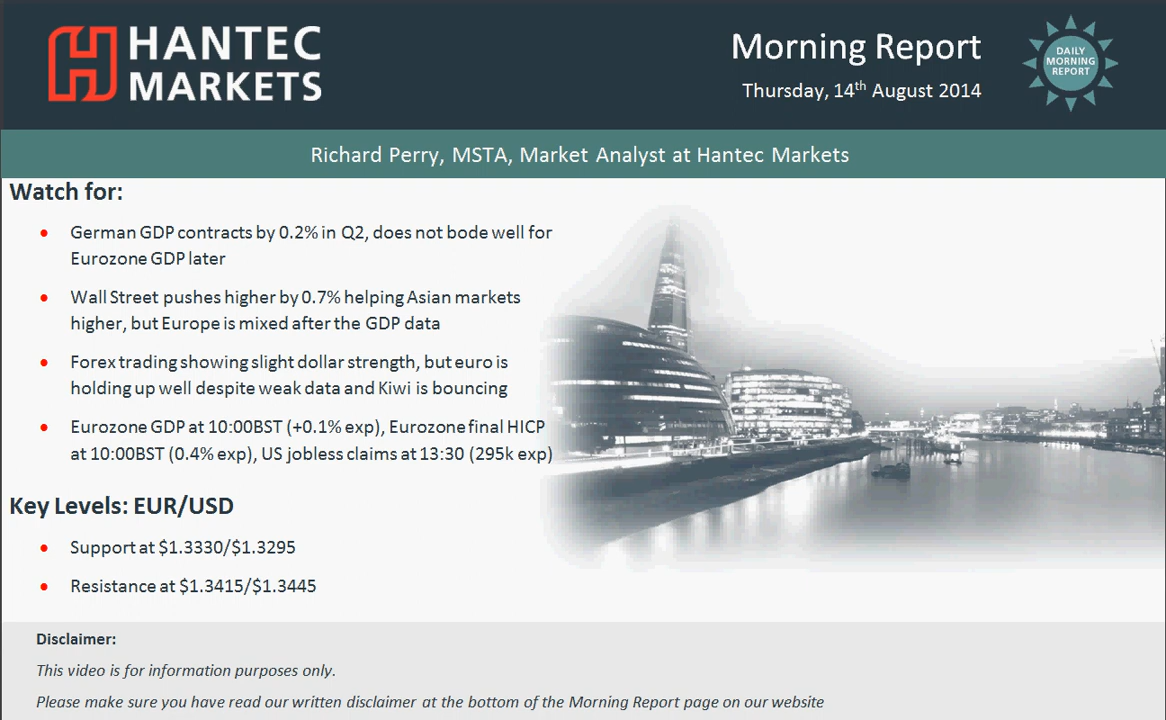 HANTEC
MARKETS
Morning Report
Thursday, 14th August 2014
DAILY
MORNING
REPORT
Richard Perry, MSTA, Market Analyst at Hantec Markets
Watch for:
• German GDP contracts by 0.2% in Q2, does not bode well for
Eurozone GDP later
• Wall Street pushes higher by 0.7% helping Asian markets
higher, but Europe is mixed after the GDP data
• Forex trading showing slight dollar strength, but euro is
holding up well despite weak data and Kiwi is bouncing
• Eurozone GDP at 10:00BST (+0.1% exp), Eurozone final HICP
at 10:00BST (0.4% exp), US jobless claims at 13:30 (295k exp)
Key Levels: EUR/USD
• Support at $1.3330/$1.3295
• Resistance at $1.3415/$1.3445
Disclaimer:
This video is for information purposes only.
Please make sure you have read our written disclaimer at the bottom of the Morning Report page on our website